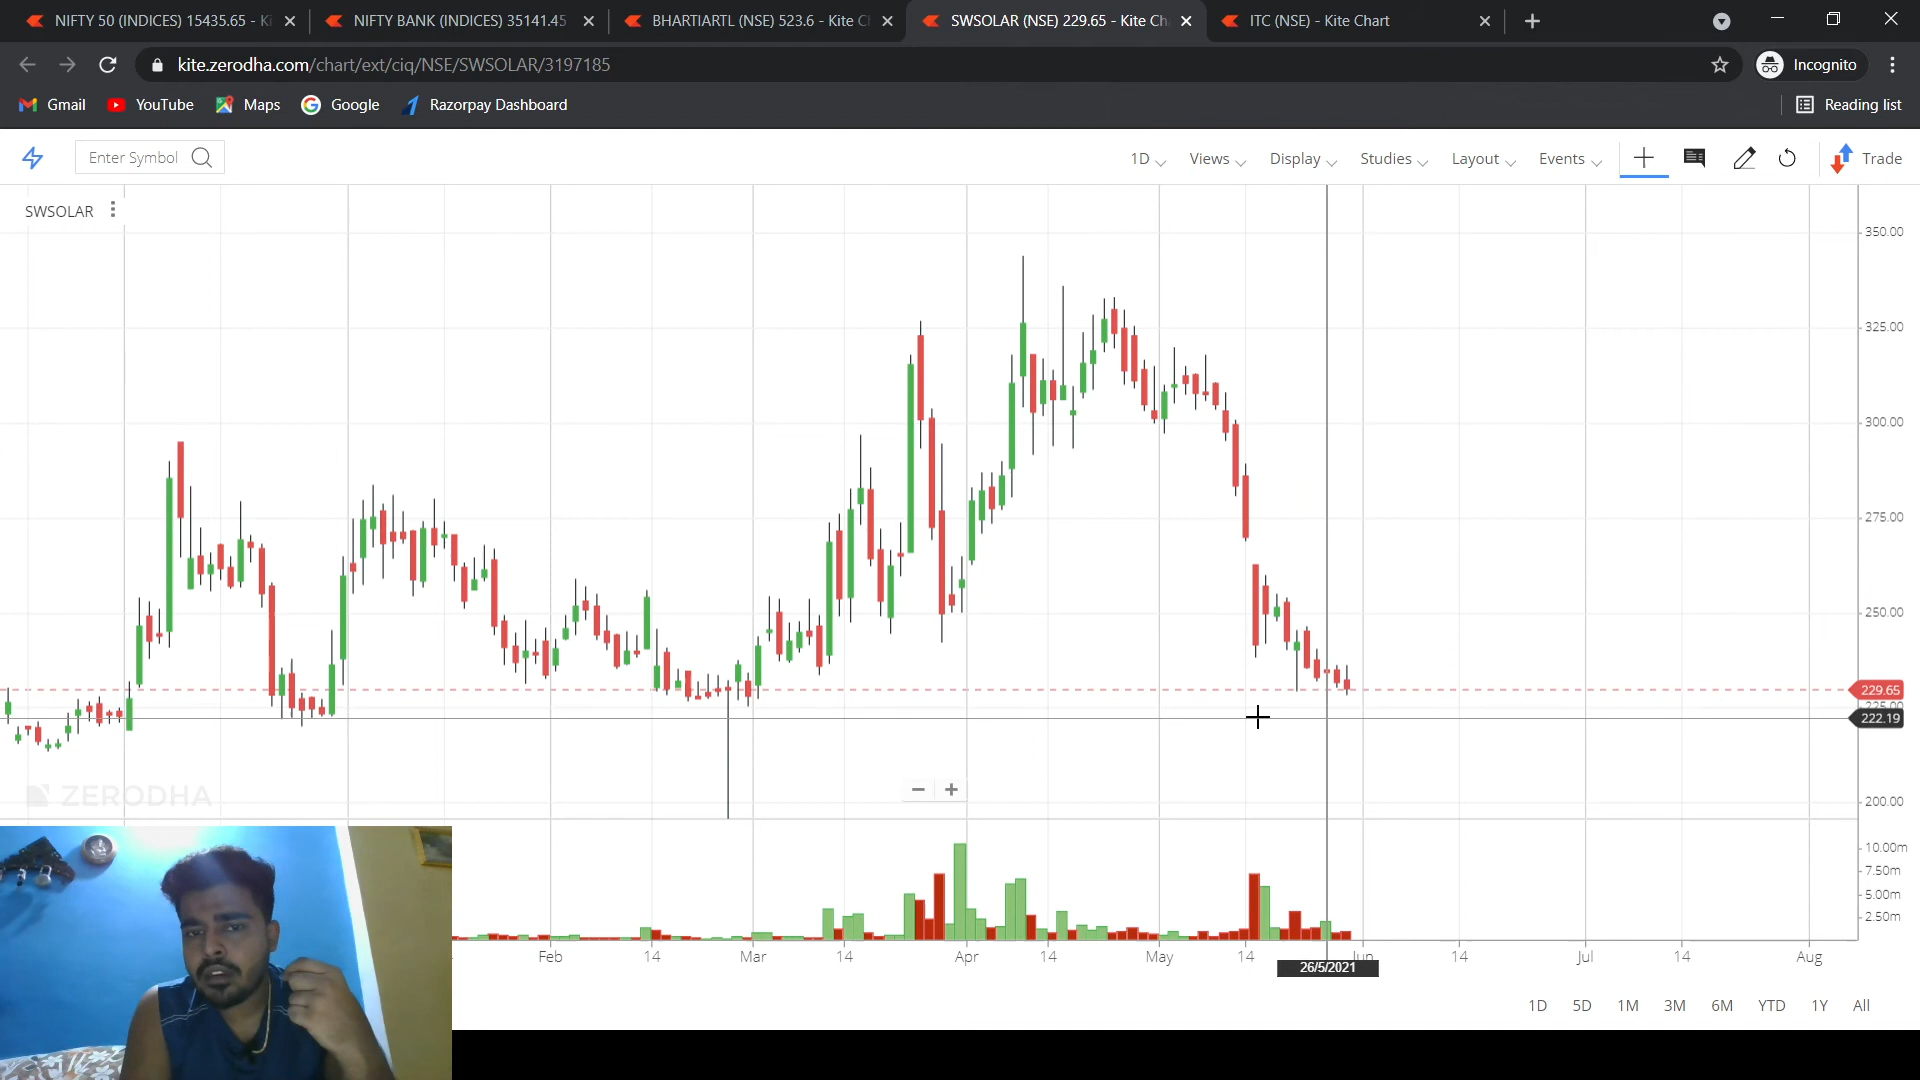 NIFTY 50 (INDICES) 15435.65 - Ki
NIFTY BANK (INDICES) 35141.45
BHARTIARTL (NSE) 523.6 - Kite C
SWSOLAR (NSE) 229.65 - Kite Ch
ITC (NSE) - Kite Chart
kite.zerodha.com/chart/ext/ciq/NSE/SWSOLAR/3197185
Incognito
Gmail
YouTube
Maps
Google
Razorpay Dashboard
Reading list
Enter Symbol
1D
Views
Display
Studies
Layout
Events
Trade
SWSOLAR
350.00
325.00
300.00
275.00
250.00
229.65
225.00
222.19
200.00
ZERODHA
10.00m
7.50m
5.00m
2.50m
Feb
14
Mar
14
Apr
14
May
14
Jun
14
Jul
14
Aug
26/5/2021
1D
5D
1M
3M
6M
YTD
1Y
All